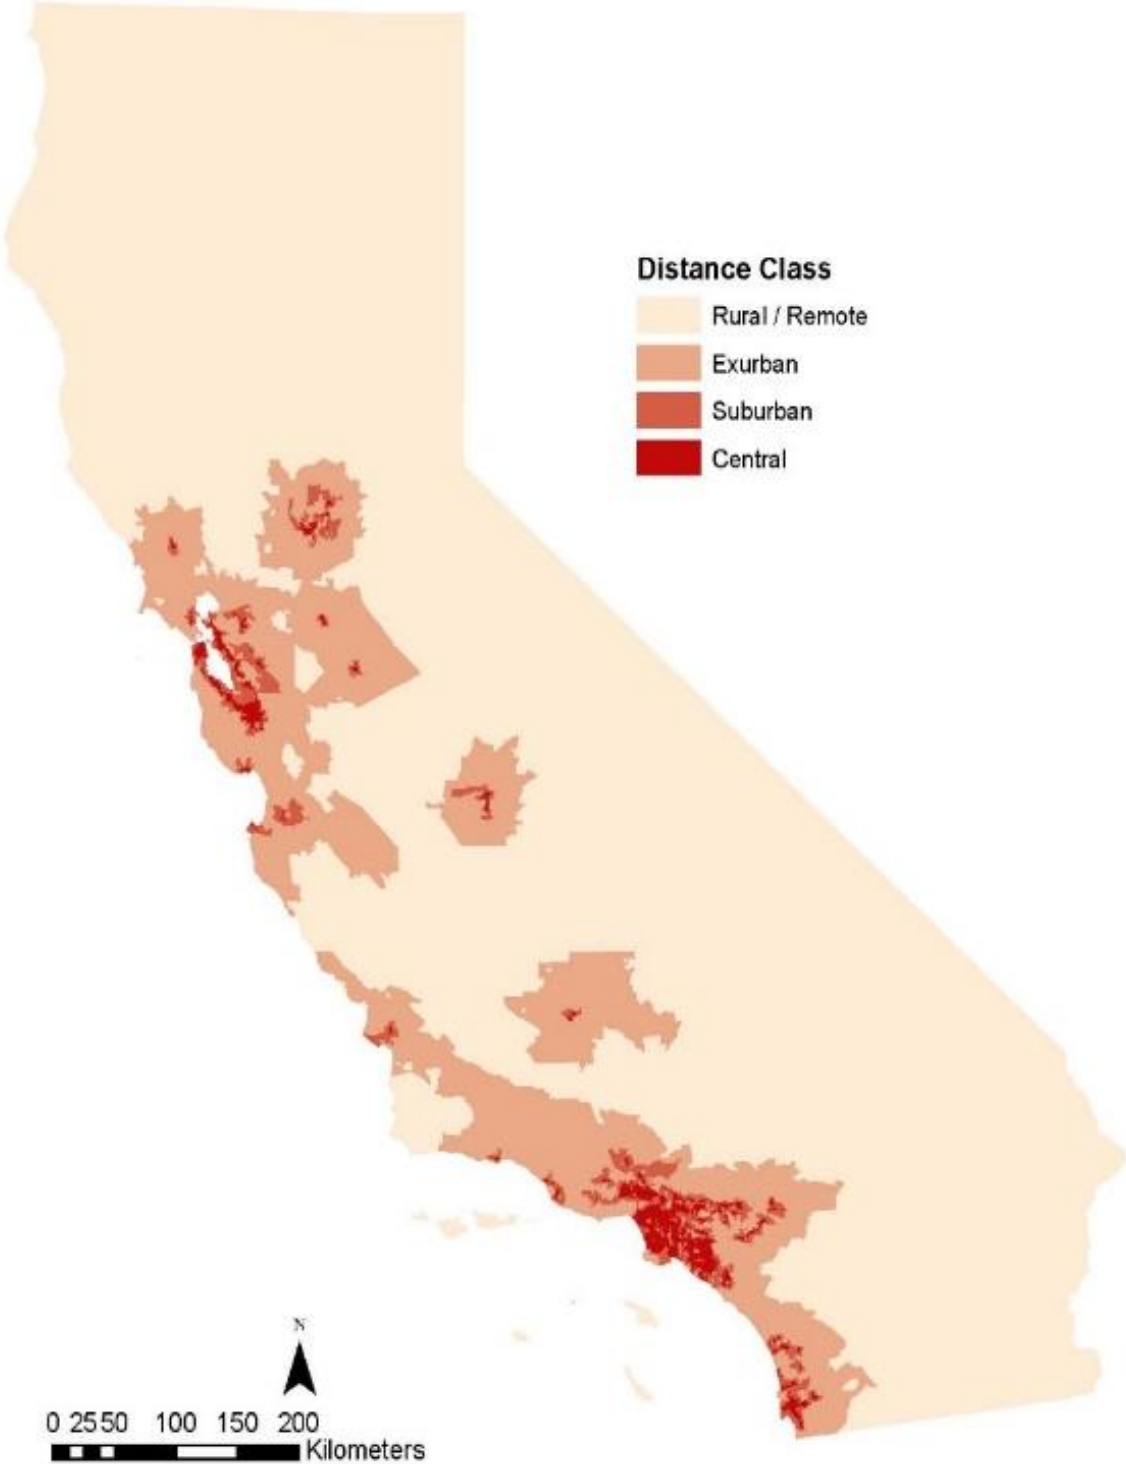 Distance Class
Rural / Remote
Exurban
Suburban
Central
N
0 25 50 100 150 200
Kilometers